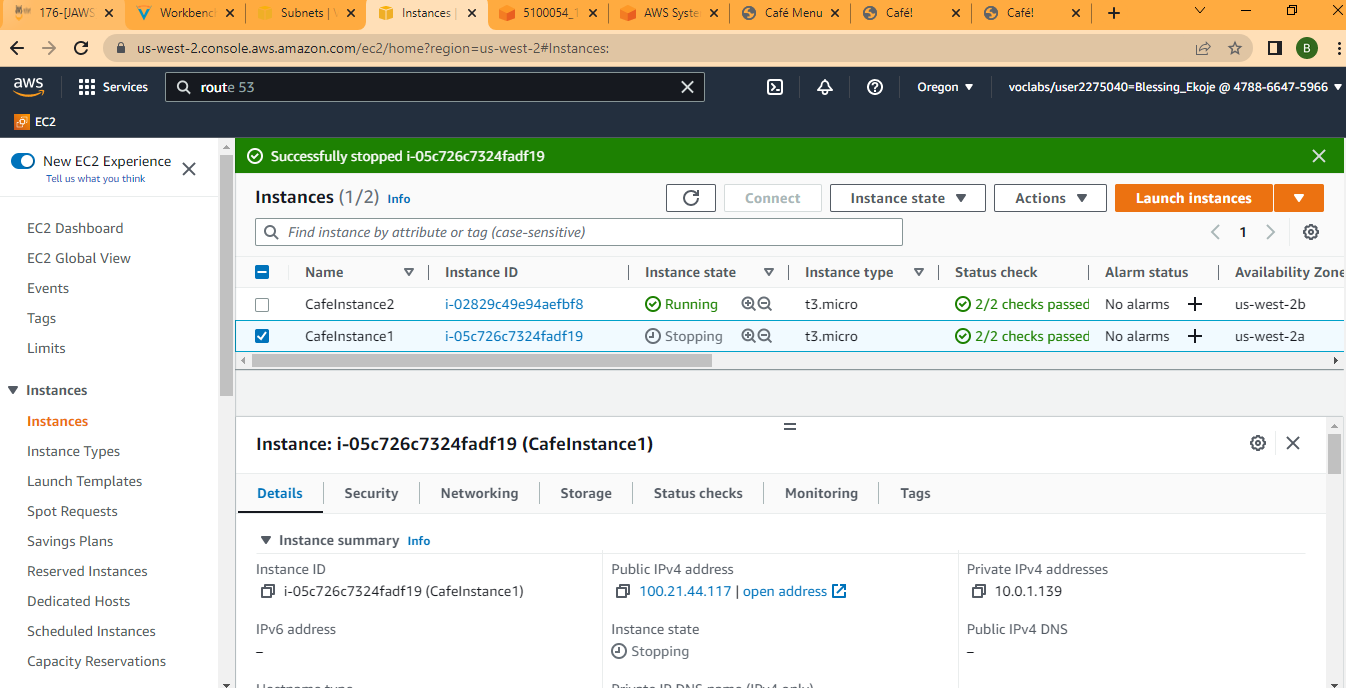 176-[JAWS
Workbenc
Subnets | V
Instances |
5100054_1
AWS Syste
Café Menu
Café!
Café!
us-west-2.console.aws.amazon.com/ec2/home?region=us-west-2#Instances:
B
aws
Services
route 53
Oregon
voclabs/user2275040=Blessing_Ekoje @ 4788-6647-5966
EC2
New EC2 Experience
Tell us what you think
EC2 Dashboard
EC2 Global View
Events
Tags
Limits
Instances
Instances
Instance Types
Launch Templates
Spot Requests
Savings Plans
Reserved Instances
Dedicated Hosts
Scheduled Instances
Capacity Reservations
Successfully stopped i-05c726c7324fadf19
Instances (1/2) Info
Connect
Instance state
Actions
Launch instances
Find instance by attribute or tag (case-sensitive)
1
Name Instance ID Instance state Instance type Status check Alarm status Availability Zone
CafeInstance2 i-02829c49e94aefbf8 Running t3.micro 2/2 checks passed No alarms us-west-2b
CafeInstance1 i-05c726c7324fadf19 Stopping t3.micro 2/2 checks passed No alarms us-west-2a
Instance: i-05c726c7324fadf19 (CafeInstance1)
Details Security Networking Storage Status checks Monitoring Tags
Instance summary Info
Instance ID
i-05c726c7324fadf19 (CafeInstance1)
Public IPv4 address
100.21.44.117 | open address
Private IPv4 addresses
10.0.1.139
IPv6 address
–
Instance state
Stopping
Public IPv4 DNS
–
Hostname type
Private IP DNS name (IPv4 only)